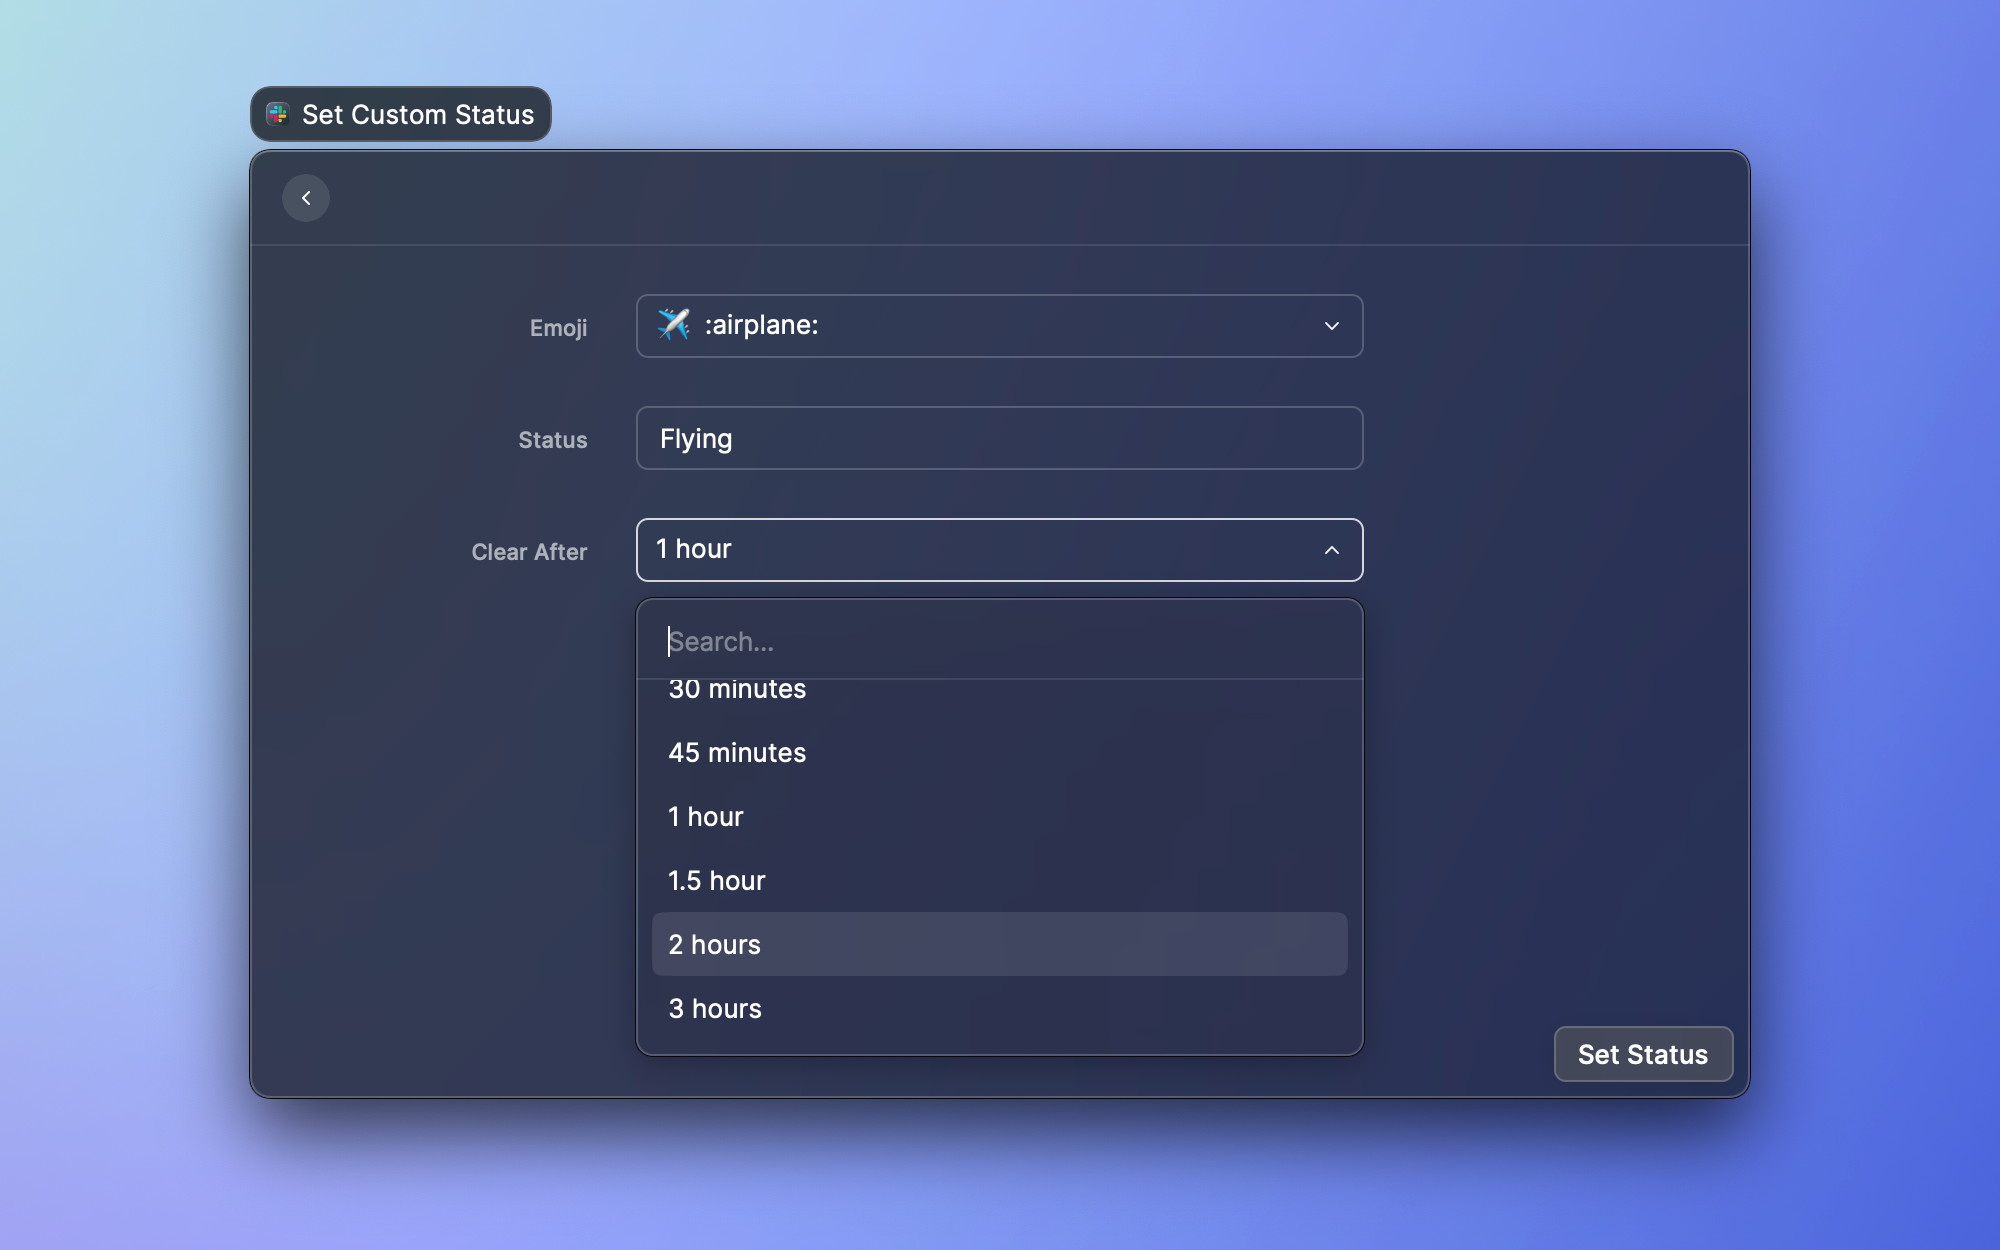 Set Custom Status
Emoji
:airplane:
Status
Flying
Clear After
1 hour
Search...
30 minutes
45 minutes
1 hour
1.5 hour
2 hours
3 hours
Set Status